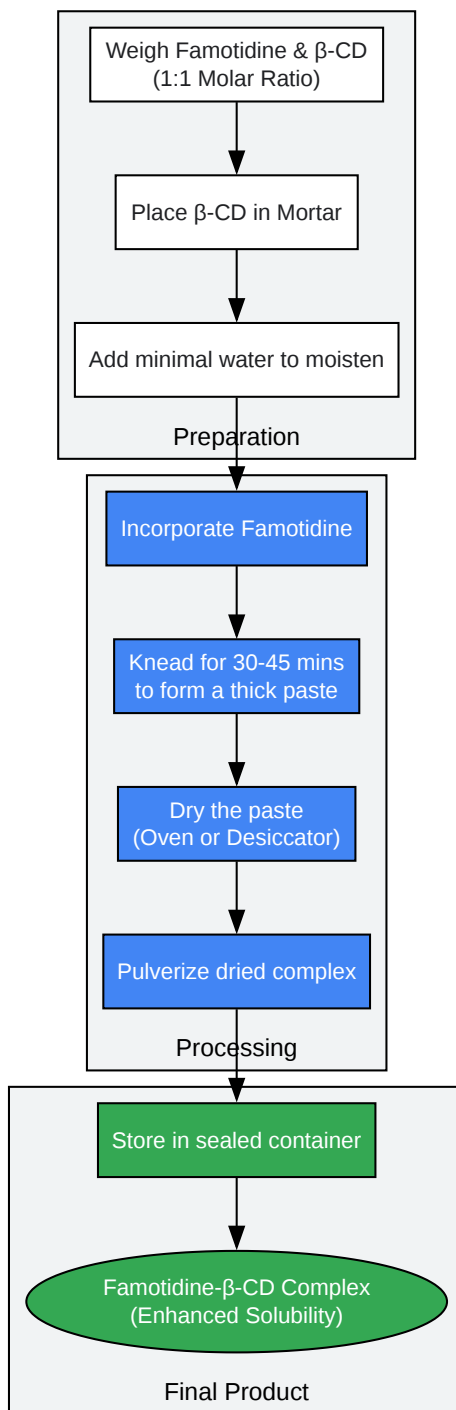 Weigh Famotidine & β-CD
(1:1 Molar Ratio)
Place β-CD in Mortar
Add minimal water to moisten
Preparation
Incorporate Famotidine
Knead for 30-45 mins
to form a thick paste
Dry the paste
(Oven or Desiccator)
Pulverize dried complex
Processing
Store in sealed container
Famotidine-β-CD Complex
(Enhanced Solubility)
Final Product